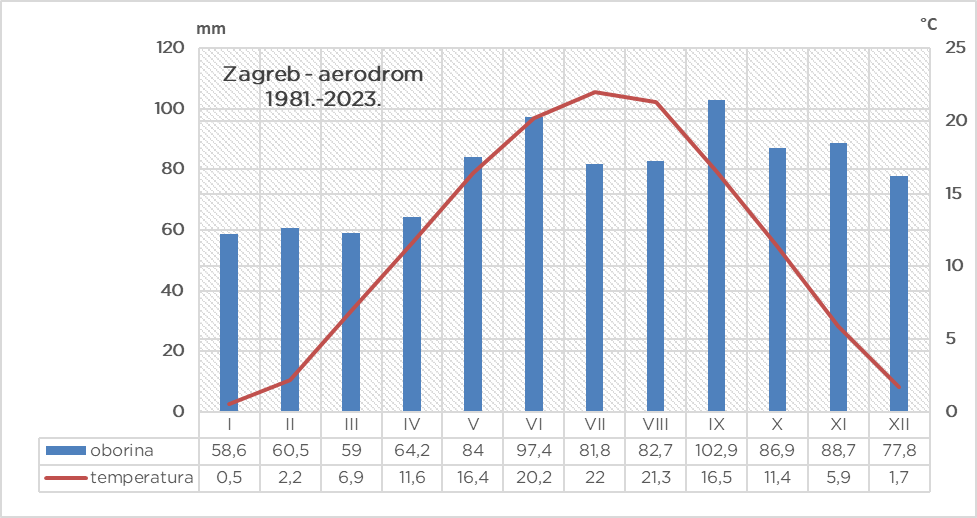 mm °C
Zagreb - aerodrom
1981.-2023.
120 25
100
20
80
15
60
10
40
5
20
0 0
I II III IV V VI VII VIII IX X XI XII
oborina 58,6 60,5 59 64,2 84 97,4 81,8 82,7 102,9 86,9 88,7 77,8
temperatura 0,5 2,2 6,9 11,6 16,4 20,2 22 21,3 16,5 11,4 5,9 1,7